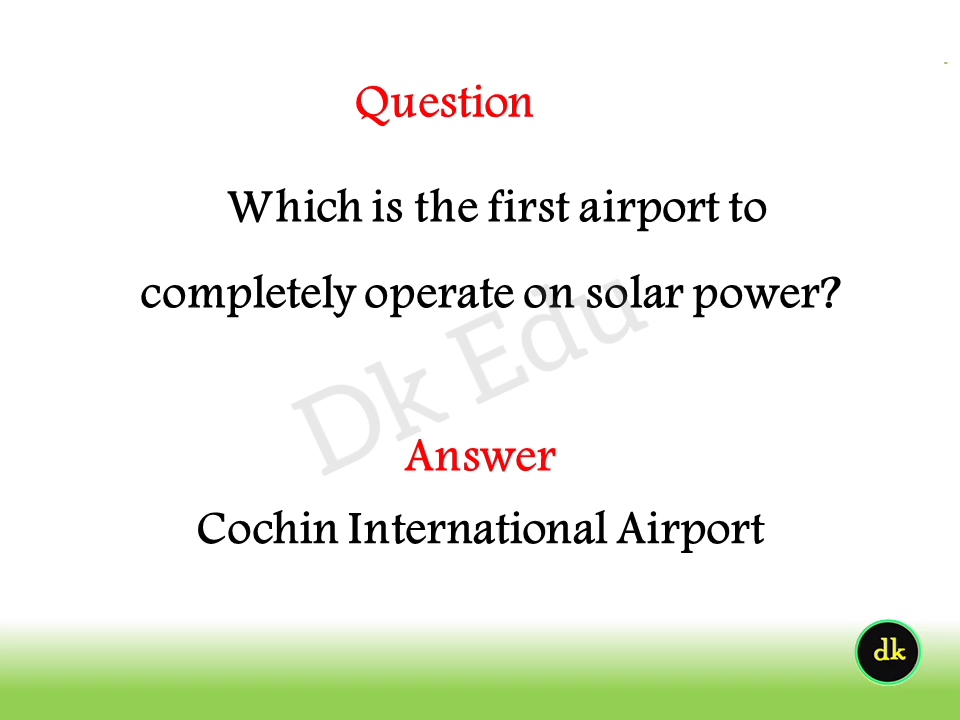 Question
Which is the first airport to
completely operate on solar power?
Dk Edu
Answer
Cochin International Airport
dk